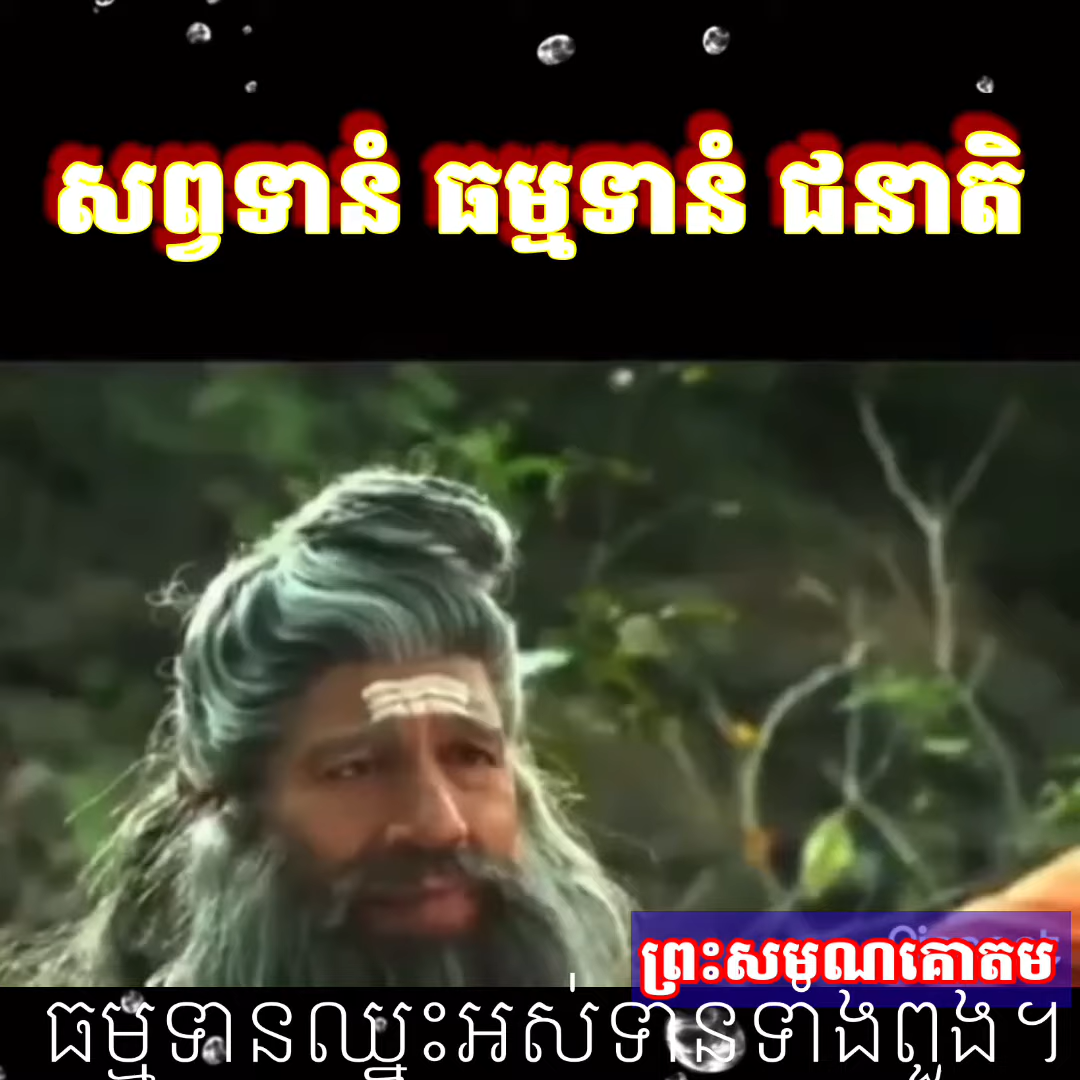 សព្វទានំ ធម្មទានំ ជនាតិ
ព្រះសមណគោតម
ធម្មទានឈ្នះអស់ទានទាំងពួង។